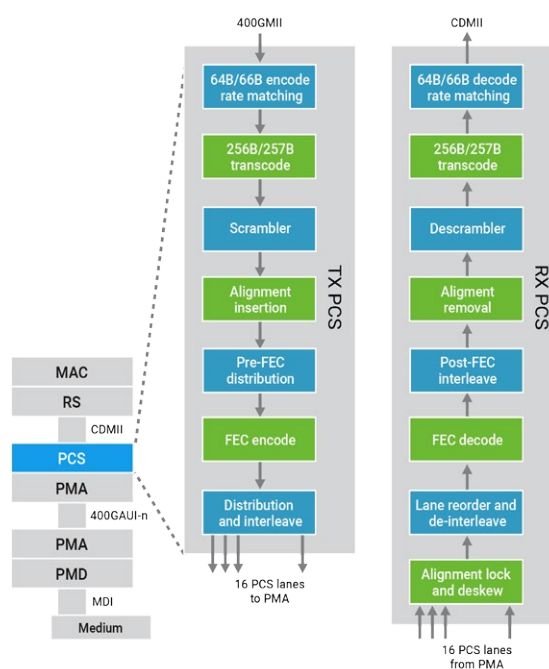 400GMII
64B/66B encode
rate matching
256B/257B
transcode
Scrambler
Alignment
insertion
Pre-FEC
distribution
FEC encode
Distribution
and interleave
16 PCS lanes
to PMA
TX PCS
CDMII
64B/66B decode
rate matching
256B/257B
transcode
Descrambler
Aligment
removal
Post-FEC
interleave
FEC decode
Lane reorder and
de-interleave
Alignment lock
and deskew
16 PCS lanes
from PMA
RX PCS
MAC
RS
CDMII
PCS
PMA
400GAUI-n
PMA
PMD
MDI
Medium